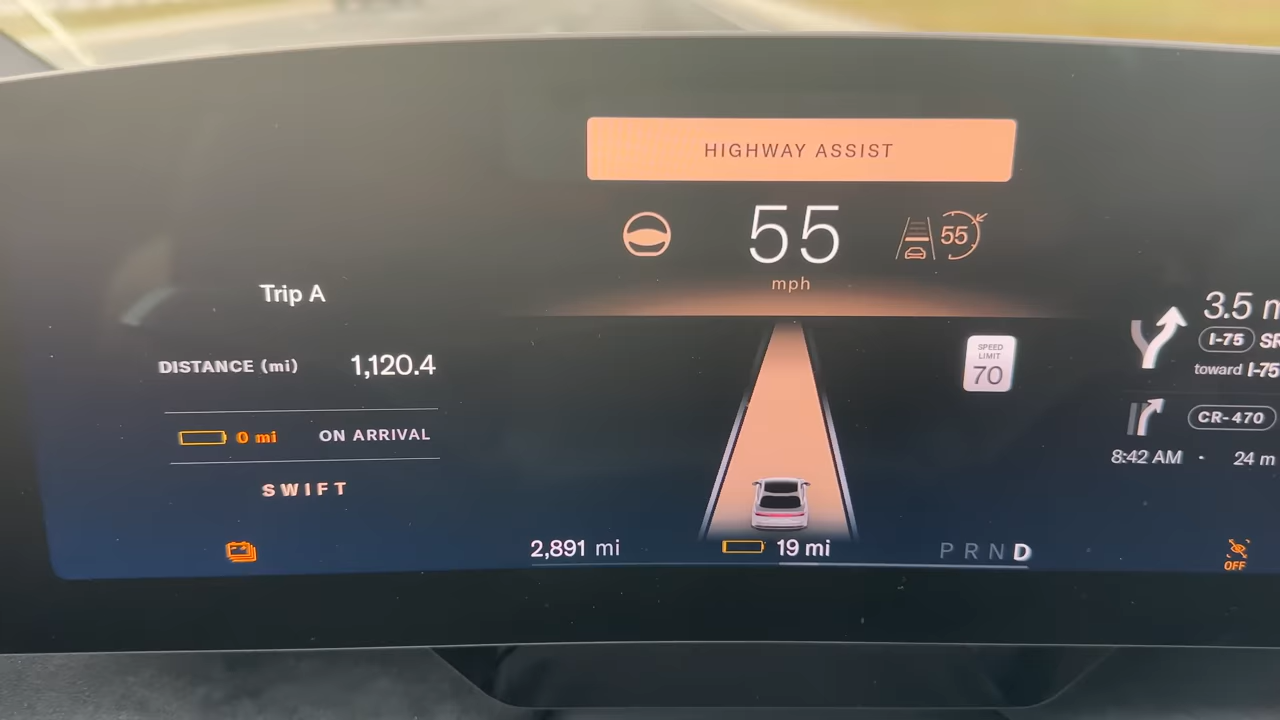 HIGHWAY ASSIST
55
55
mph
Trip A
DISTANCE (mi) 1,120.4
0 mi ON ARRIVAL
SWIFT
SPEED
LIMIT
70
3.5
I-75
toward I-75
CR-470
8:42 AM · 24 m
2,891 mi
19 mi
P R N D
OFF